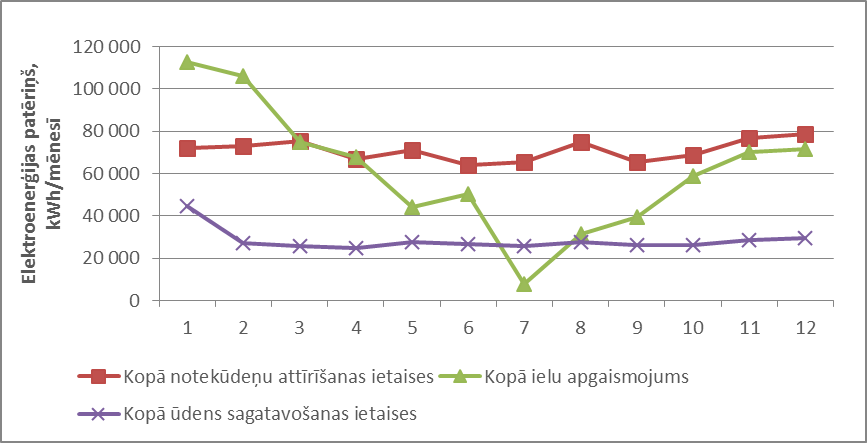 Elektroenerģijas patēriņš,
kWh/mēnesī
120 000
100 000
80 000
60 000
40 000
20 000
0
1 2 3 4 5 6 7 8 9 10 11 12
Kopā notekūdeņu attīrīšanas ietaises Kopā ielu apgaismojums
Kopā ūdens sagatavošanas ietaises